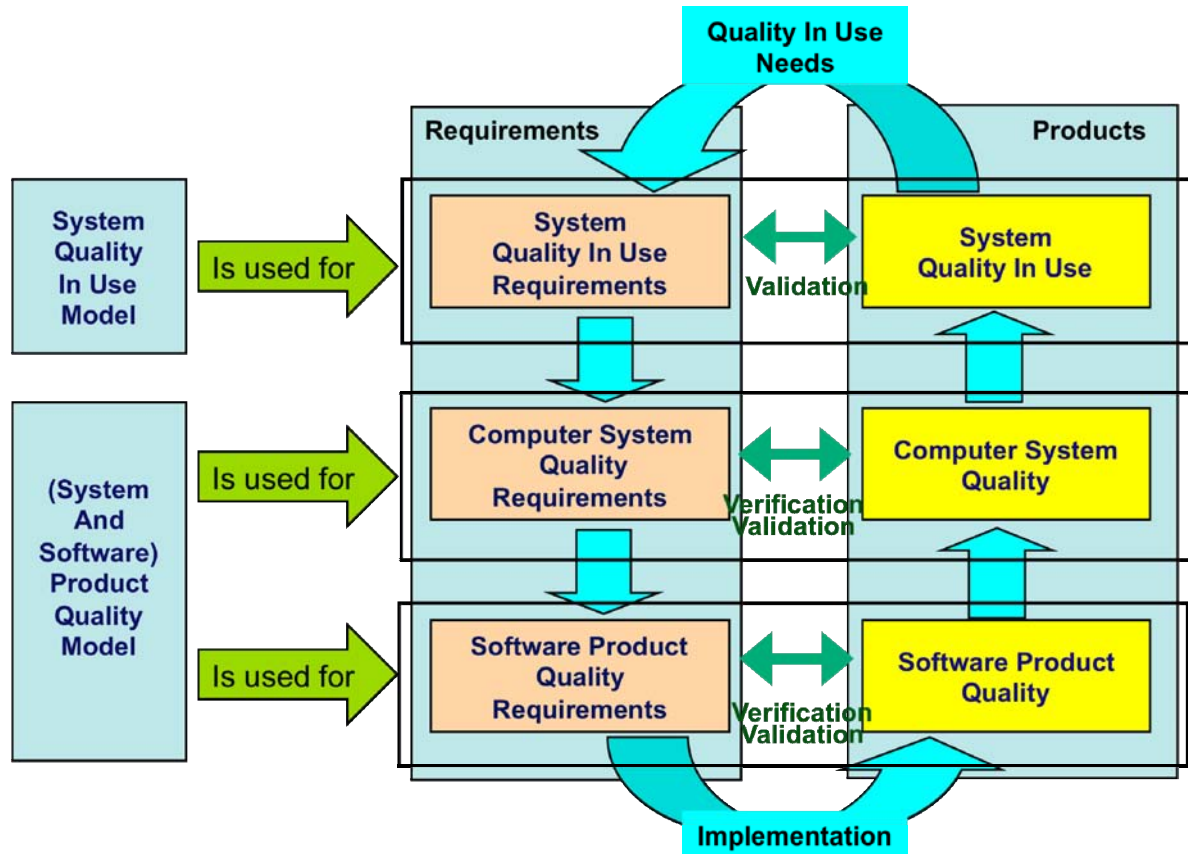 Quality In Use
Needs
Requirements
Products
System
Quality
In Use
Model
Is used for
System
Quality In Use
Requirements
Validation
System
Quality In Use
(System
And
Software)
Product
Quality
Model
Is used for
Computer System
Quality
Requirements
Verification
Validation
Computer System
Quality
Is used for
Software Product
Quality
Requirements
Verification
Validation
Software Product
Quality
Implementation